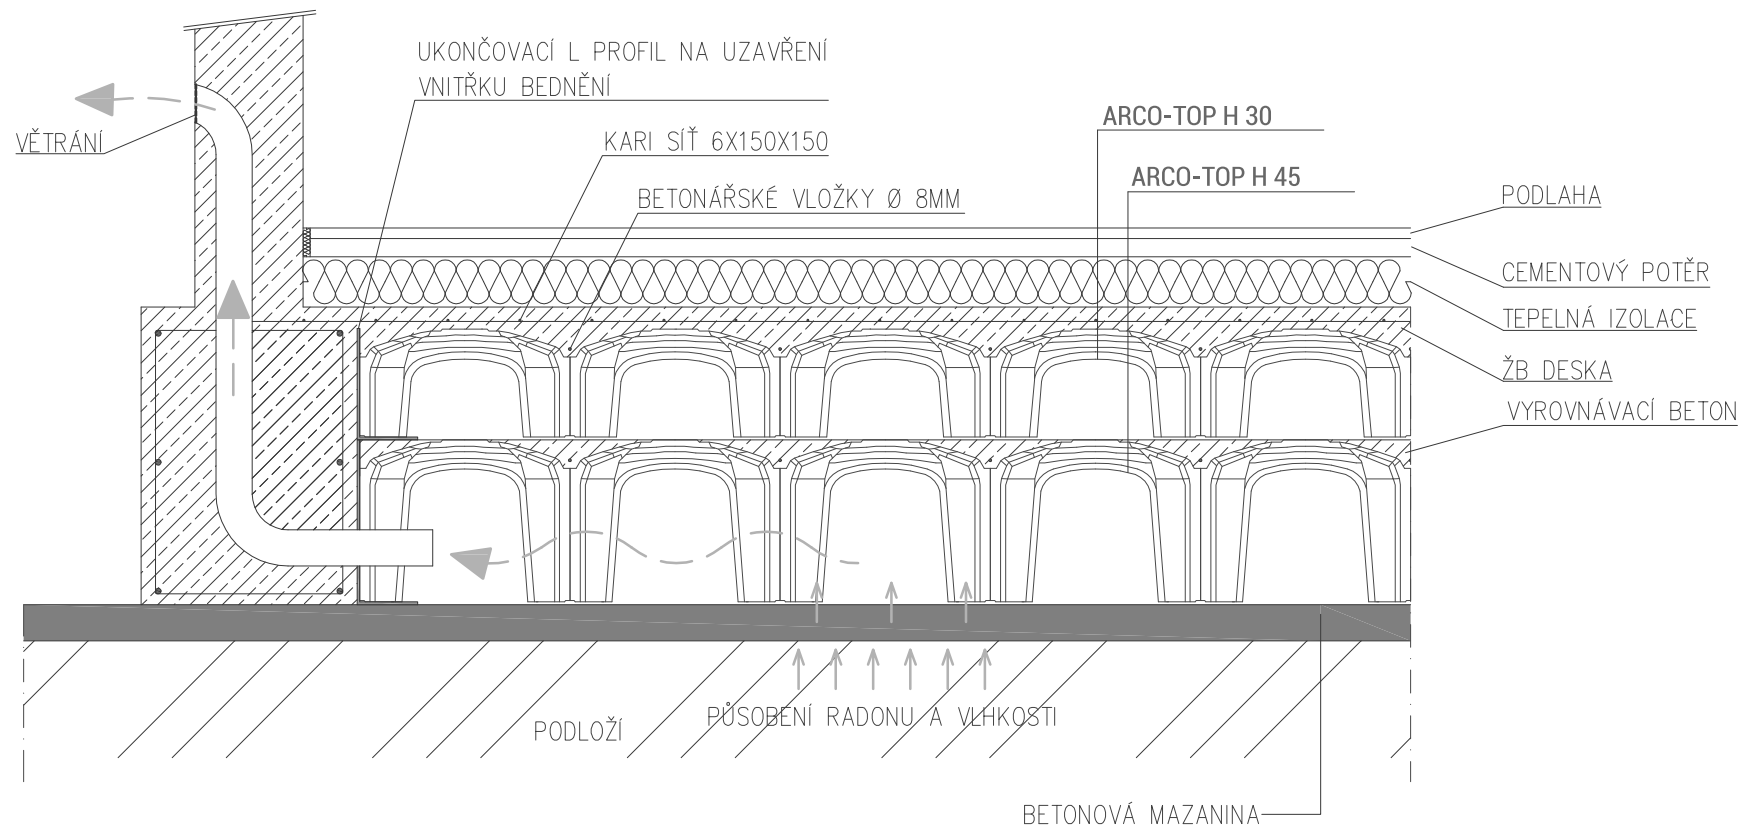 UKONČOVACÍ L PROFIL NA UZAVŘENÍ
VNITŘKU BEDNĚNÍ
VĚTRÁNÍ
KARI SÍŤ 6X150X150
BETONÁŘSKÉ VLOŽKY Ø 8MM
ARCO-TOP H 30
ARCO-TOP H 45
PODLAHA
CEMENTOVÝ POTĚR
TEPELNÁ IZOLACE
ŽB DESKA
VYROVNÁVACÍ BETON
PŮSOBENÍ RADONU A VLHKOSTI
PODLOŽÍ
BETONOVÁ MAZANINA